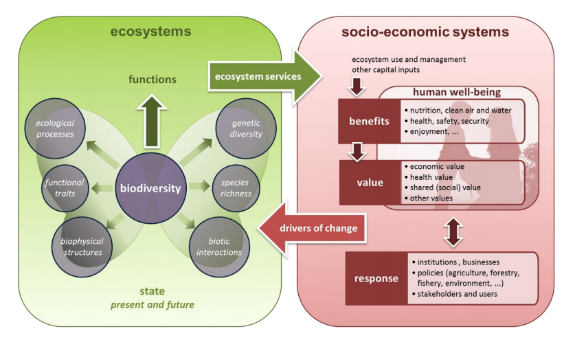 ecosystems
functions
ecological
processes
genetic
diversity
functional
traits
biodiversity
species
richness
biophysical
structures
biotic
interactions
state
present and future
ecosystem services
drivers of change
socio-economic systems
ecosystem use and management
other capital inputs
human well-being
benefits
• nutrition, clean air and water
• health, safety, security
• enjoyment, ...
value
• economic value
• health value
• shared (social) value
• other values
response
• institutions , businesses
• policies (agriculture, forestry,
fishery, environment, ...)
• stakeholders and users